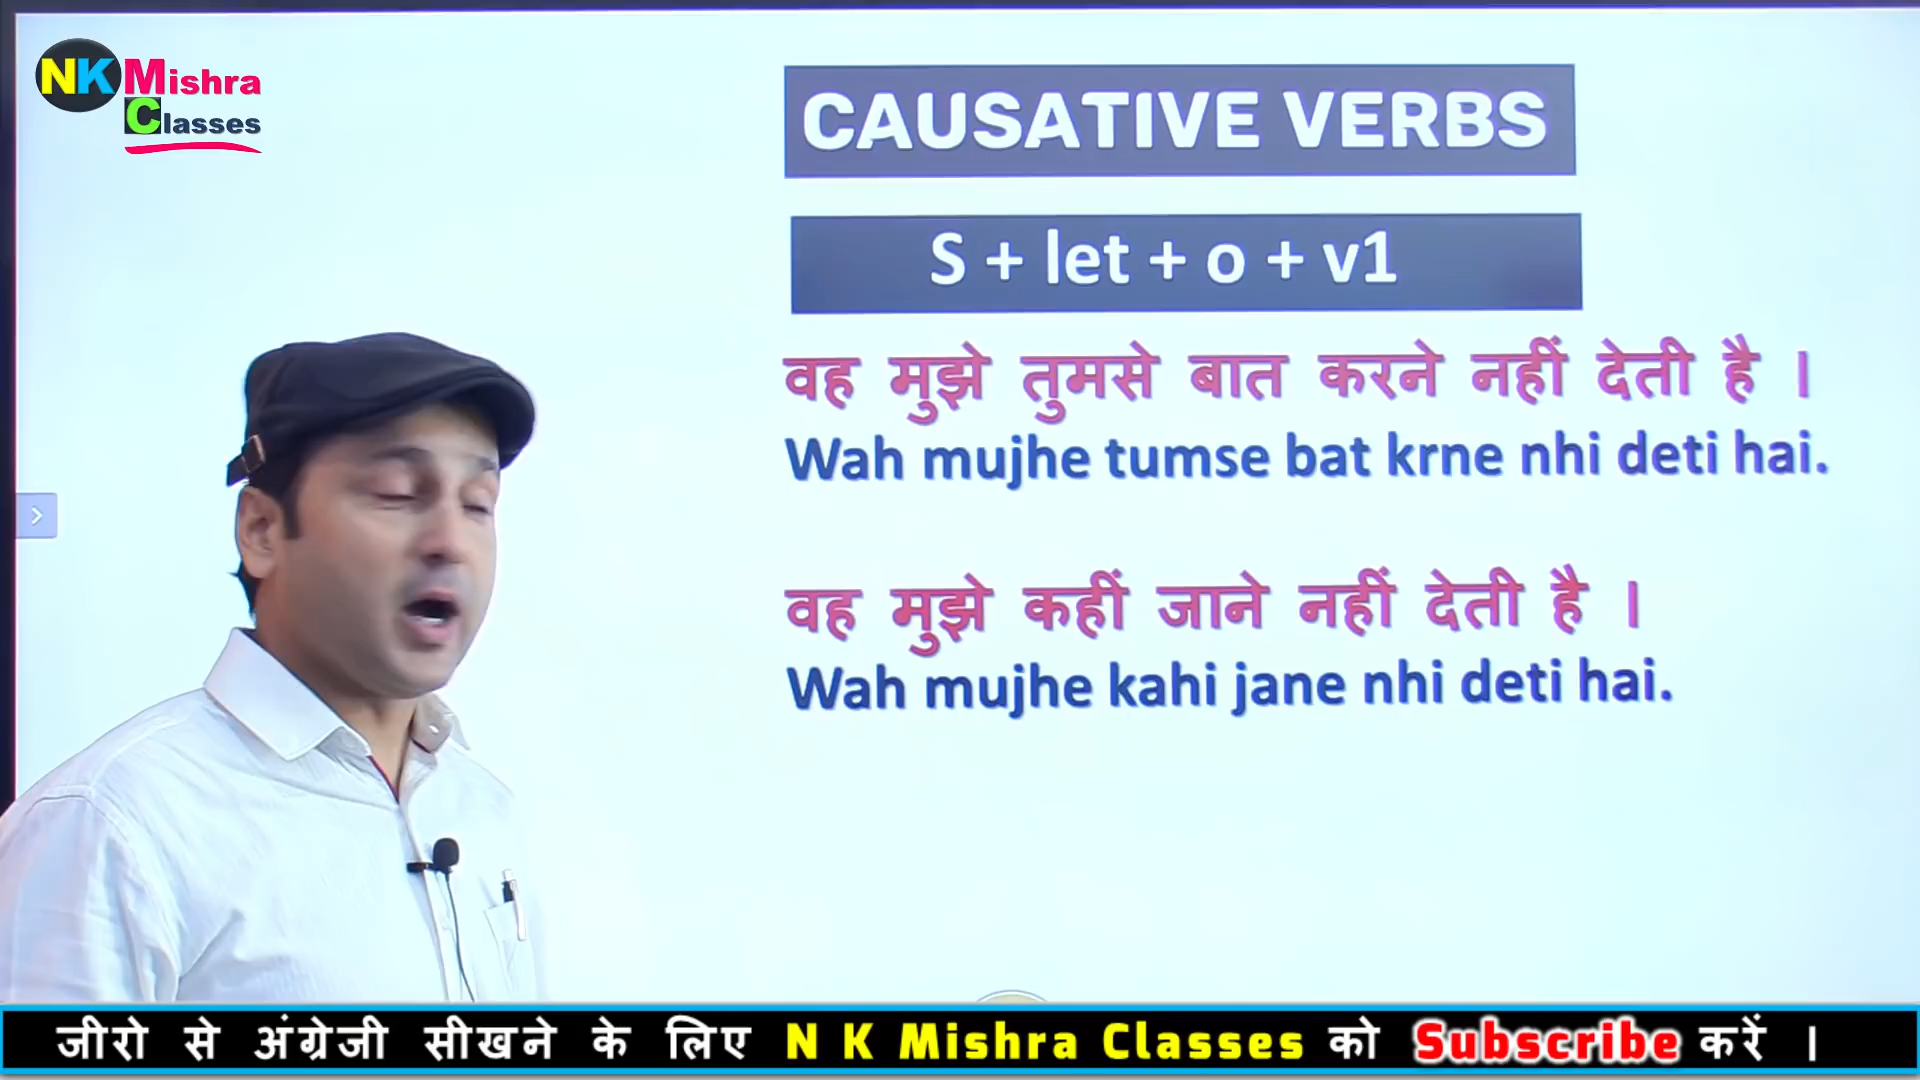 NK Mishra
Classes
CAUSATIVE VERBS
S + let + o + v1
वह मुझे तुमसे बात करने नहीं देती है ।
Wah mujhe tumse bat krne nhi deti hai.
वह मुझे कहीं जाने नहीं देती है ।
Wah mujhe kahi jane nhi deti hai.
जीरो से अंग्रेजी सीखने के लिए N K Mishra Classes को Subscribe करें ।